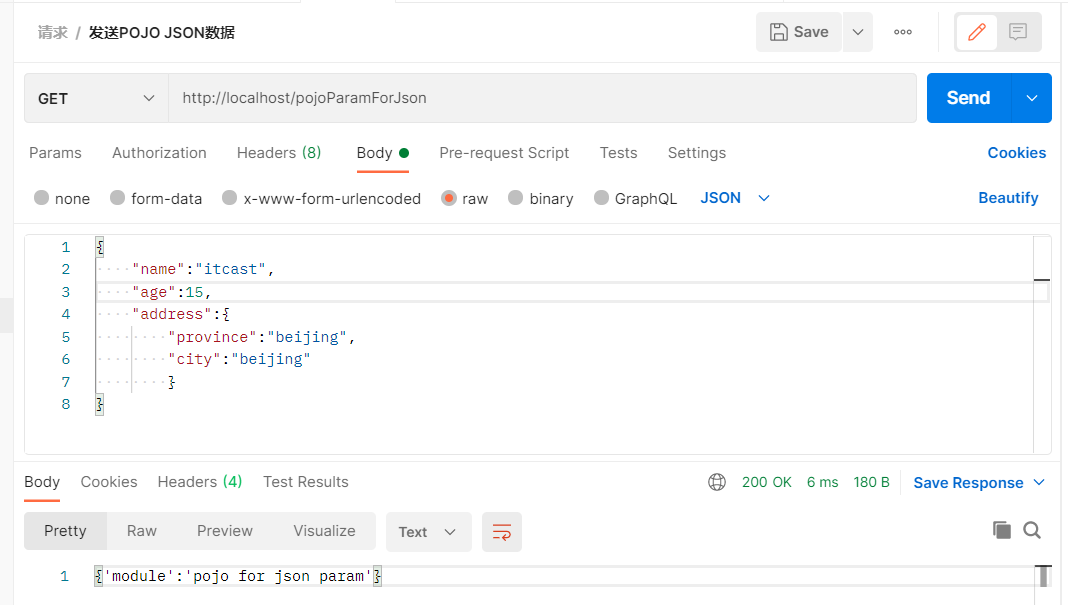 请求 / 发送POJO JSON数据
Save
GET http://localhost/pojoParamForJson Send
Params Authorization Headers (8) Body Pre-request Script Tests Settings Cookies
none form-data x-www-form-urlencoded raw binary GraphQL JSON Beautify
1 {
2 "name":"itcast",
3 "age":15,
4 "address":{
5 "province":"beijing",
6 "city":"beijing"
7 }
8 }
Body Cookies Headers (4) Test Results 200 OK 6 ms 180 B Save Response
Pretty Raw Preview Visualize Text
1 {'module':'pojo for json param'}